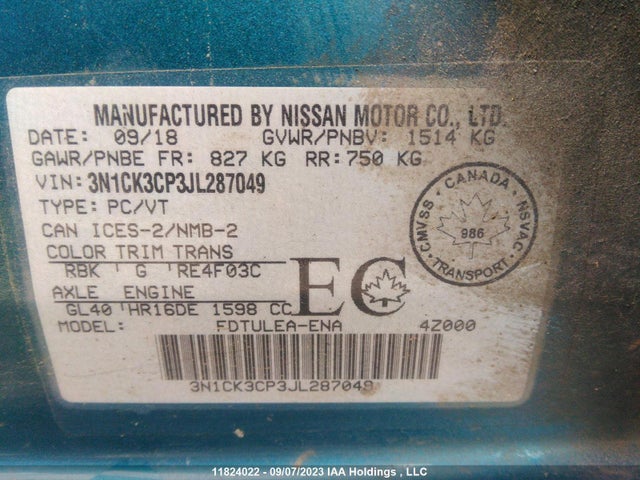 MANUFACTURED BY NISSAN MOTOR CO., LTD.
DATE: 09/18 GVWR/PNBV: 1514 KG
GAWR/PNBE FR: 827 KG RR: 750 KG
VIN: 3N1CK3CP3JL287049
TYPE: PC/VT
CAN ICES-2/NMB-2
COLOR TRIM TRANS
RBK ' G ' RE4F03C
AXLE ENGINE
GL40 'HR16DE 1598 CC
MODEL: FDTULEA-ENA 4Z000
EC
CANADA
CMVSS NSVAC
986
TRANSPORT
3N1CK3CP3JL287049
11824022 - 09/07/2023 IAA Holdings , LLC